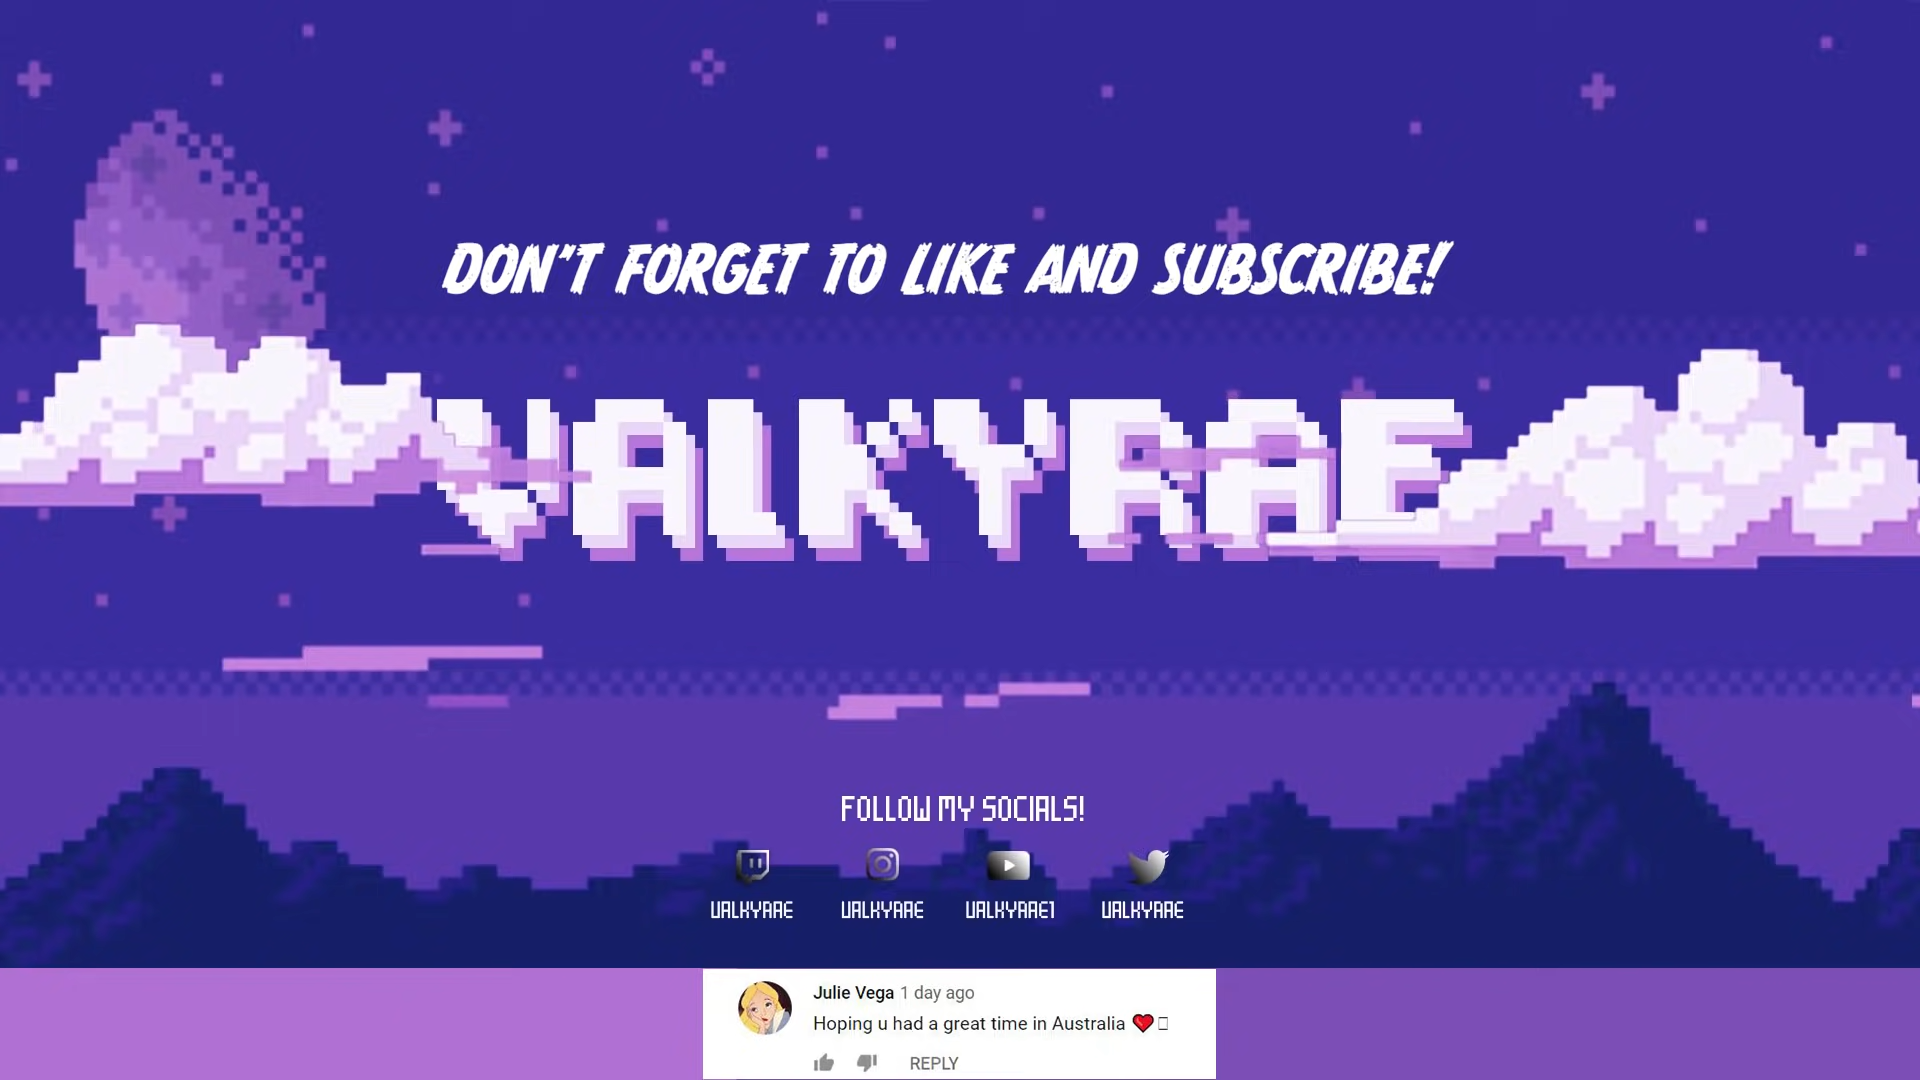 DON'T FORGET TO LIKE AND SUBSCRIBE!
VALKYRAE
FOLLOW MY SOCIALS!
VALKYRAE VALKYRAE VALKYRAE1 VALKYRAE
Julie Vega 1 day ago
Hoping u had a great time in Australia ❤
REPLY